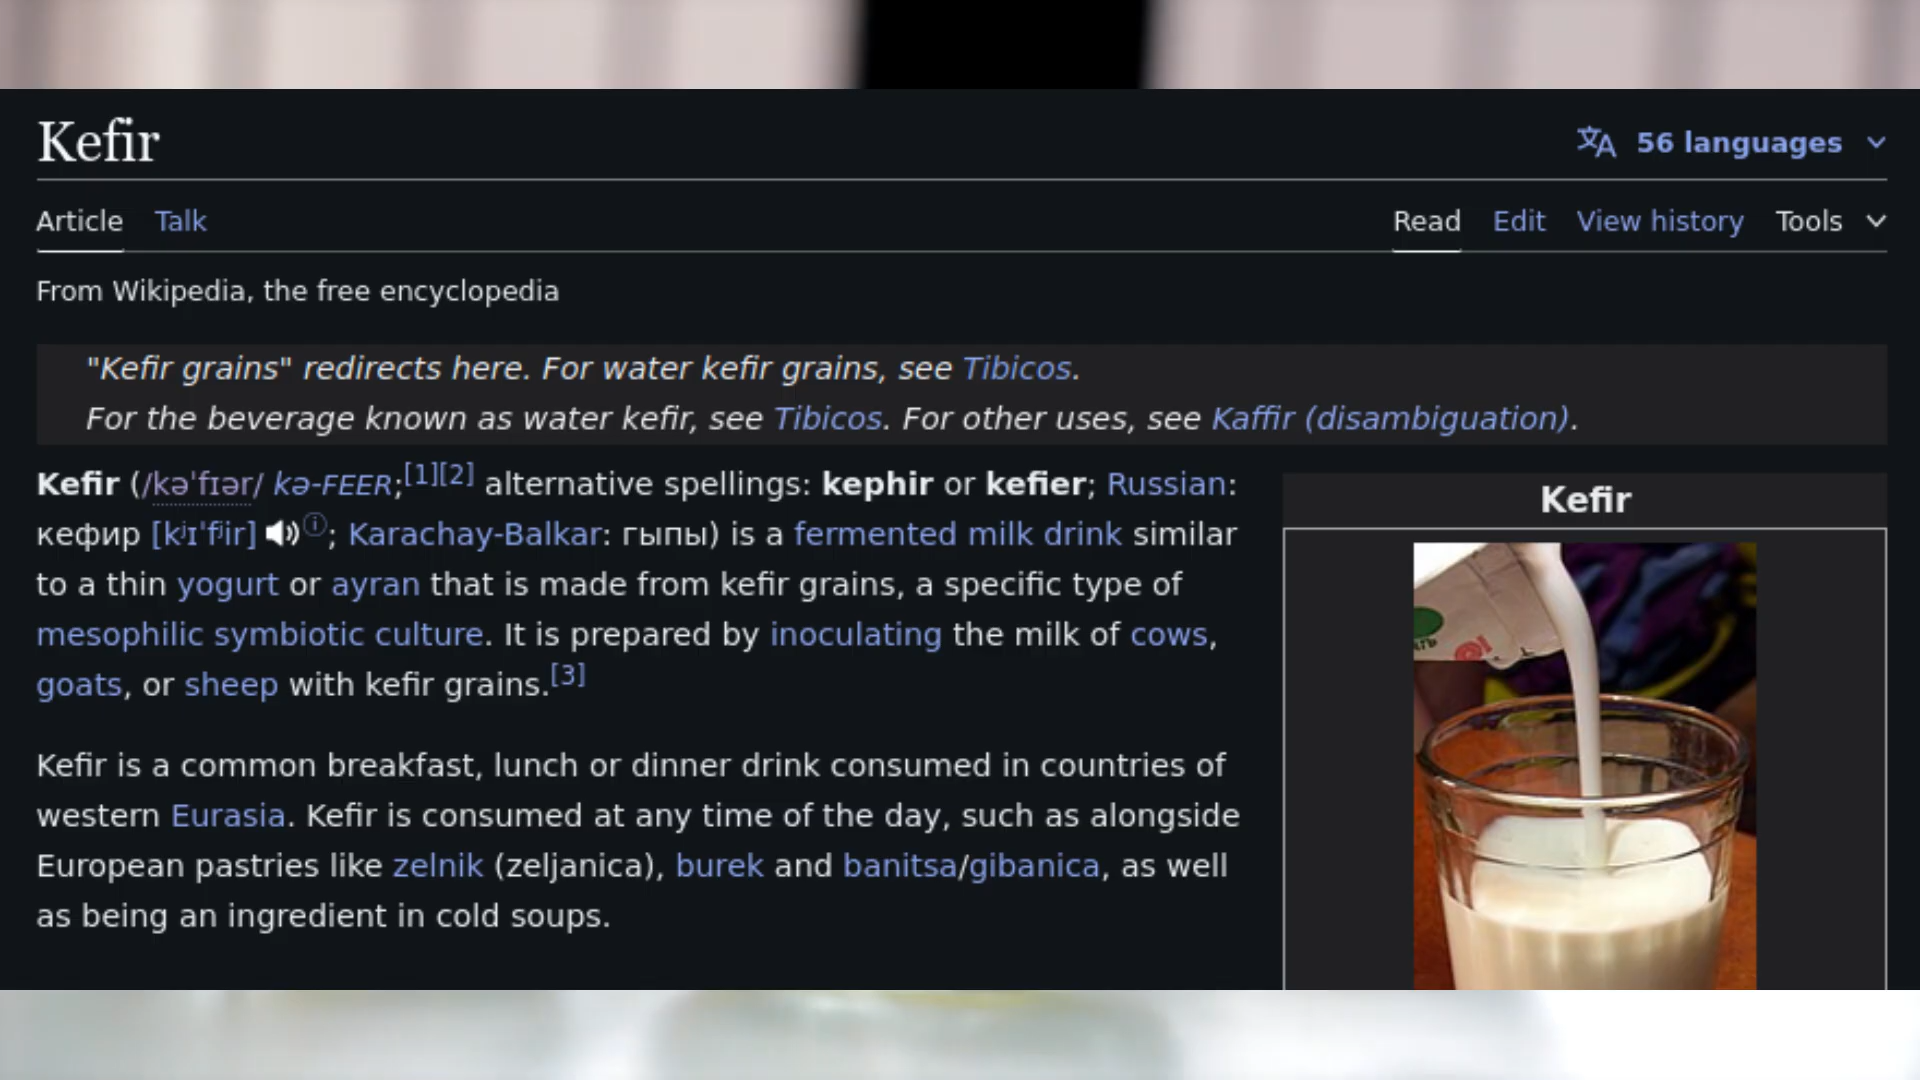 Kefir
56 languages
Article Talk
Read Edit View history Tools
From Wikipedia, the free encyclopedia
"Kefir grains" redirects here. For water kefir grains, see Tibicos.
For the beverage known as water kefir, see Tibicos. For other uses, see Kaffir (disambiguation).
Kefir (/kəˈfɪər/ kə-FEER;[1][2] alternative spellings: kephir or kefier; Russian:
кефир [kʲɪˈfʲir] ; Karachay-Balkar: гыпы) is a fermented milk drink similar
to a thin yogurt or ayran that is made from kefir grains, a specific type of
mesophilic symbiotic culture. It is prepared by inoculating the milk of cows,
goats, or sheep with kefir grains.[3]
Kefir is a common breakfast, lunch or dinner drink consumed in countries of
western Eurasia. Kefir is consumed at any time of the day, such as alongside
European pastries like zelnik (zeljanica), burek and banitsa/gibanica, as well
as being an ingredient in cold soups.
Kefir